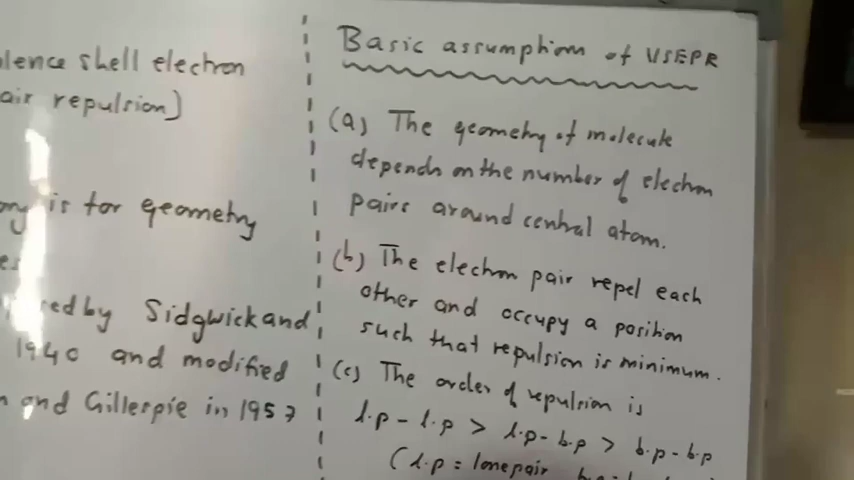 lence shell electron
air repulsion)
is for geometry
red by Sidgwick and
1940 and modified
and Gillespie in 1957
Basic assumption of VSEPR
(a) The geometry of molecule
depends on the number of electron
pairs around central atom.
(b) The electron pair repel each
other and occupy a position
such that repulsion is minimum.
(c) The order of repulsion is
l.p - l.p > l.p - b.p > b.p - b.p
(l.p = lone pair